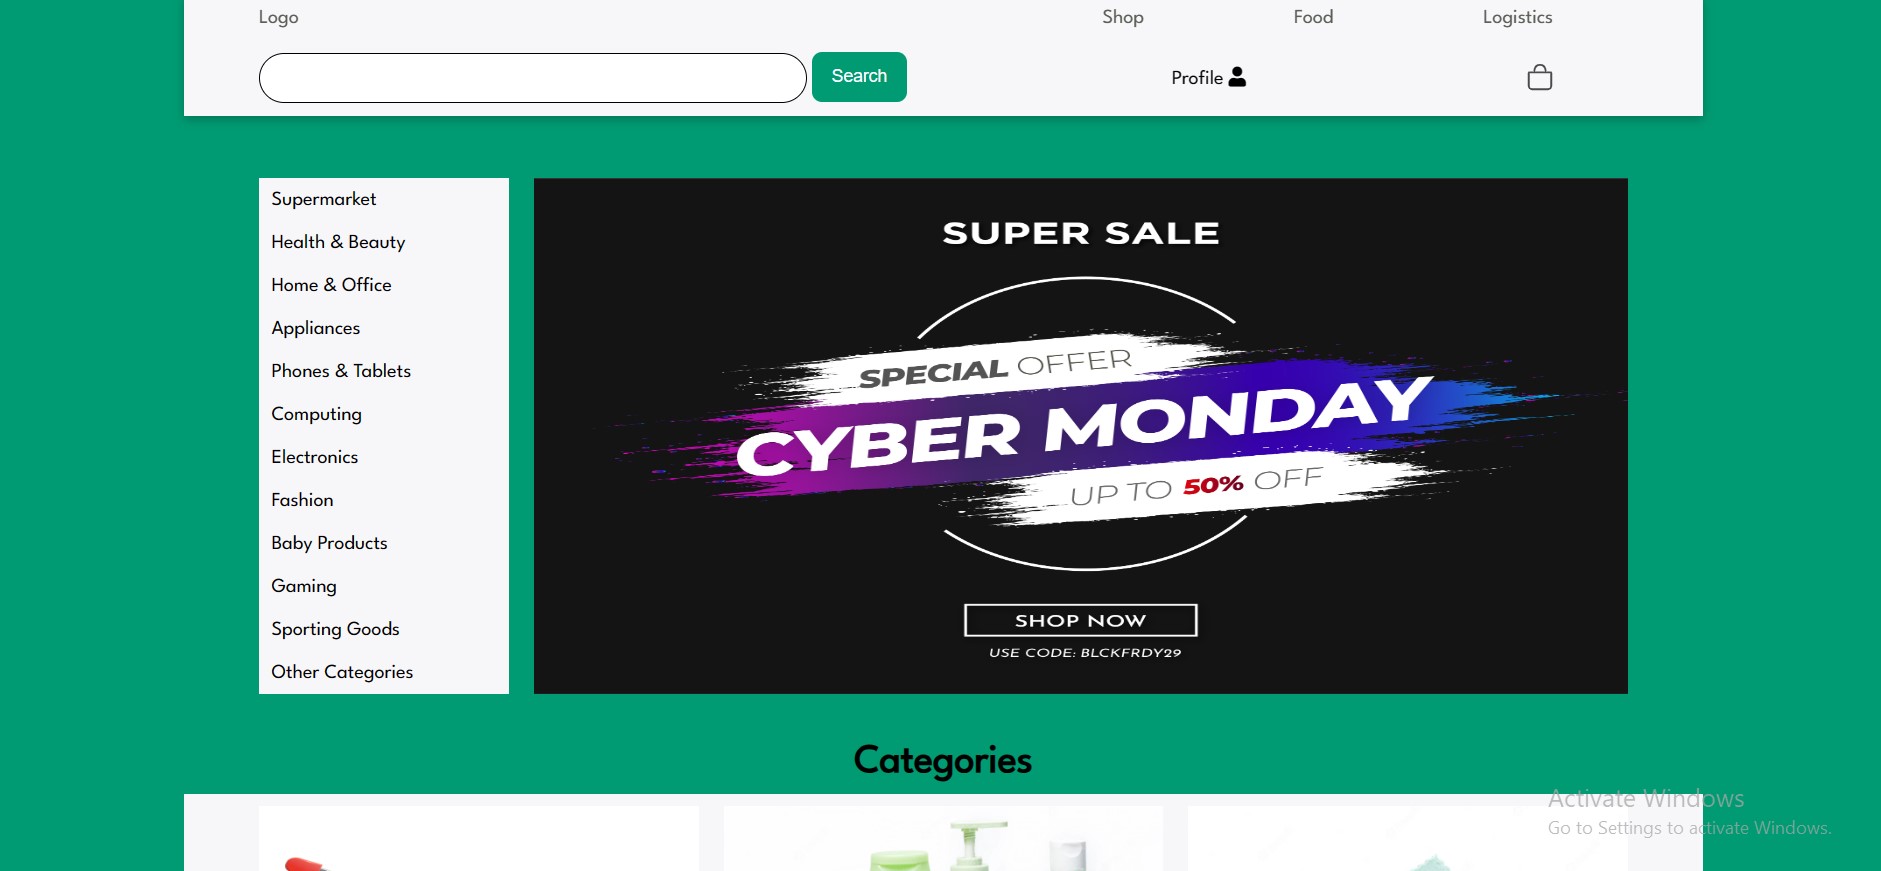 Logo
Shop
Food
Logistics
Search
Profile
Supermarket
Health & Beauty
Home & Office
Appliances
Phones & Tablets
Computing
Electronics
Fashion
Baby Products
Gaming
Sporting Goods
Other Categories
SUPER SALE
SPECIAL OFFER
CYBER MONDAY
UP TO 50% OFF
SHOP NOW
USE CODE: BLCKFRDY29
Categories
Activate Windows
Go to Settings to activate Windows.